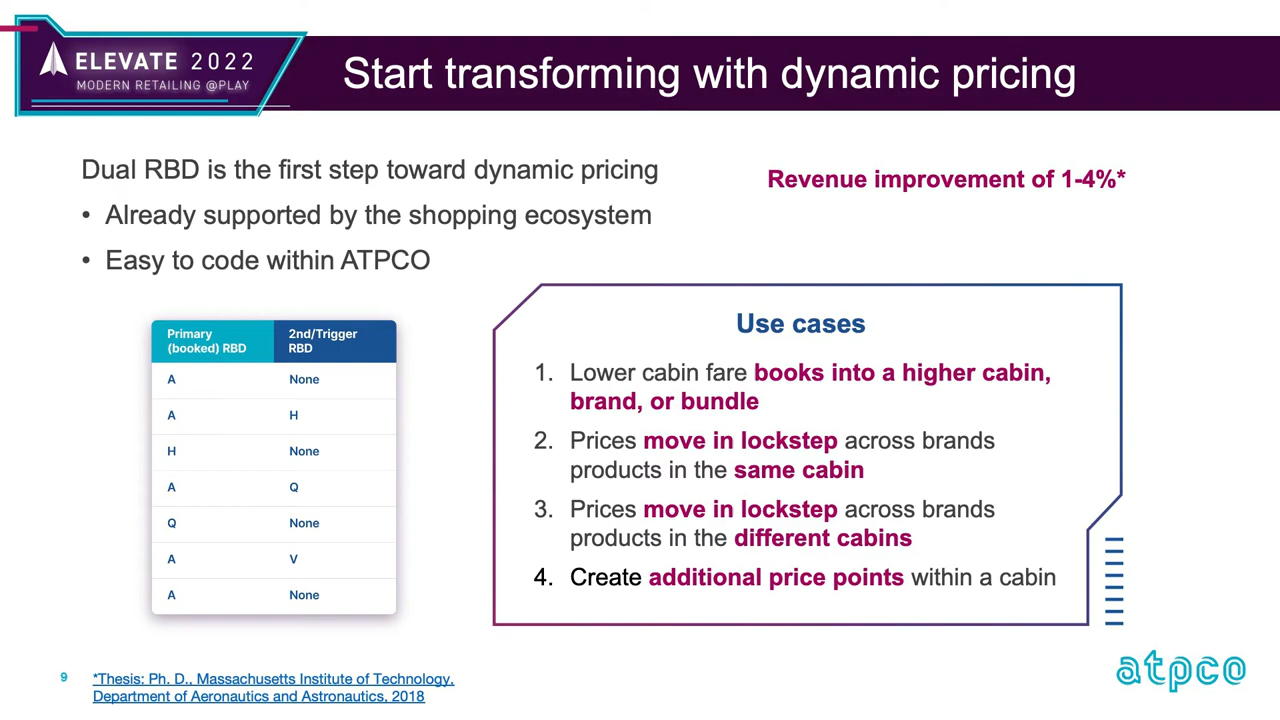 ELEVATE 2022
MODERN RETAILING @PLAY
Start transforming with dynamic pricing
Dual RBD is the first step toward dynamic pricing
• Already supported by the shopping ecosystem
• Easy to code within ATPCO
Revenue improvement of 1-4%*
Primary (booked) RBD 2nd/Trigger RBD
A None
A H
H None
A Q
Q None
A V
A None
Use cases
1. Lower cabin fare books into a higher cabin,
brand, or bundle
2. Prices move in lockstep across brands
products in the same cabin
3. Prices move in lockstep across brands
products in the different cabins
4. Create additional price points within a cabin
9
*Thesis: Ph. D., Massachusetts Institute of Technology,
Department of Aeronautics and Astronautics, 2018
atpco